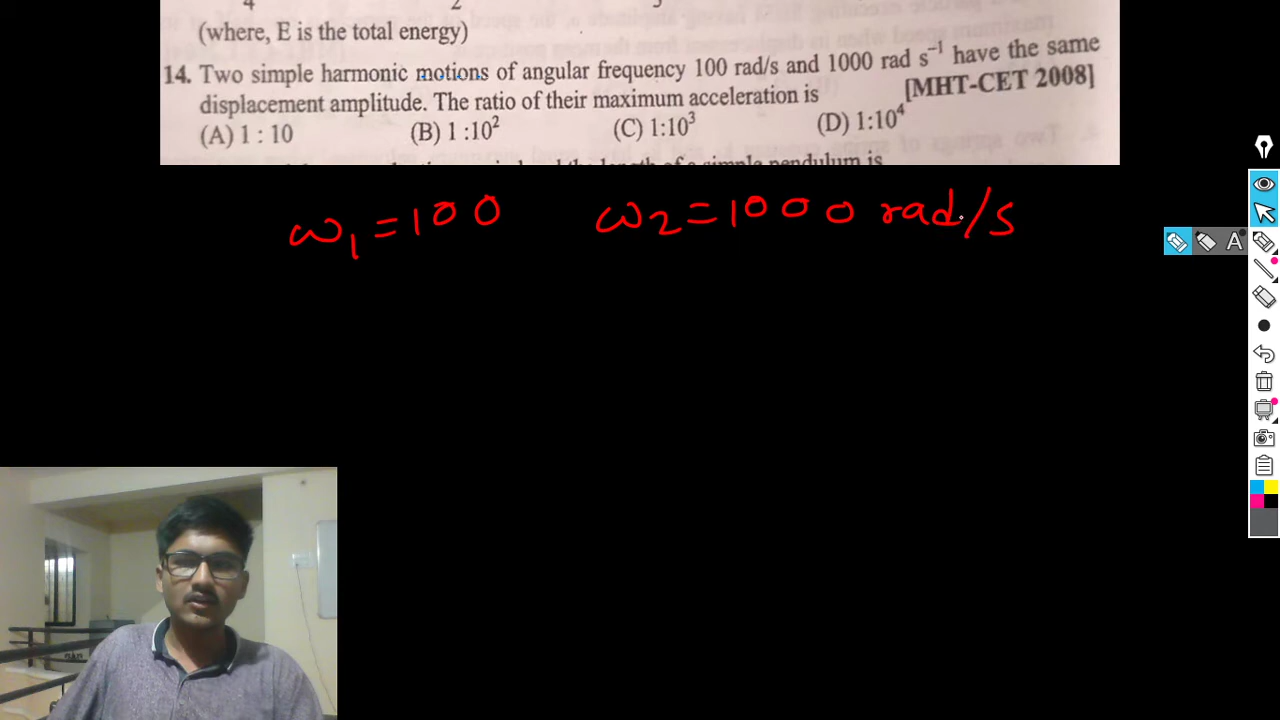 (where, E is the total energy)
14. Two simple harmonic motions of angular frequency 100 rad/s and 1000 rad s⁻¹ have the same
displacement amplitude. The ratio of their maximum acceleration is [MHT-CET 2008]
(A) 1 : 10 (B) 1 :10² (C) 1:10³ (D) 1:10⁴
ω₁ = 100 ω₂ = 1000 rad/s
A